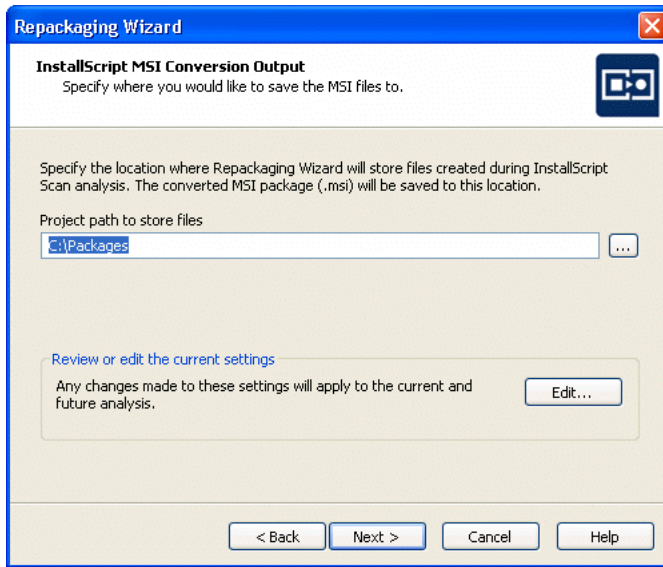 Repackaging Wizard
InstallScript MSI Conversion Output
Specify where you would like to save the MSI files to.
Specify the location where Repackaging Wizard will store files created during InstallScript
Scan analysis. The converted MSI package (.msi) will be saved to this location.
Project path to store files
C:\Packages
...
Review or edit the current settings
Any changes made to these settings will apply to the current and
future analysis.
Edit...
< Back
Next >
Cancel
Help